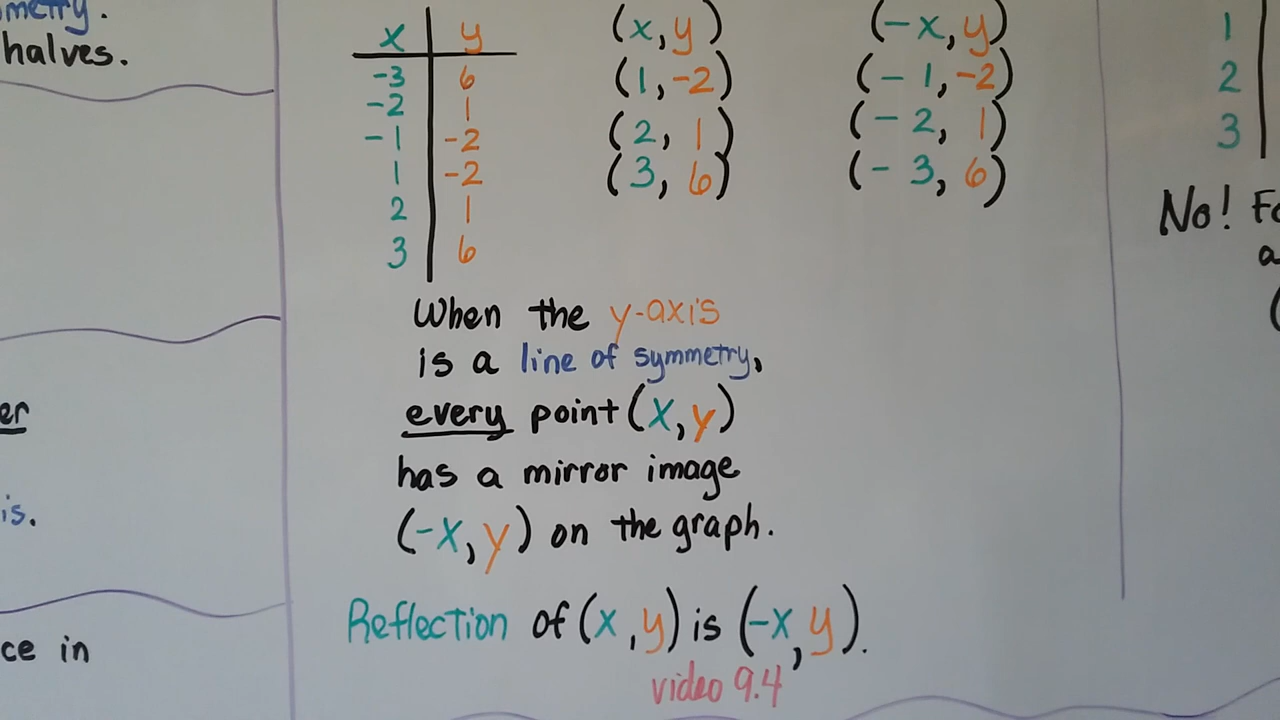 metry.
halves.
er
is.
ce in
x y
-3 6
-2 1
-1 -2
1 -2
2 1
3 6
(x, y) (-x, y)
(1, -2) (-1, -2)
(2, 1) (-2, 1)
(3, 6) (-3, 6)
When the y-axis
is a line of symmetry,
every point (x, y)
has a mirror image
(-x, y) on the graph.
Reflection of (x, y) is (-x, y).
video 9.4
1
2
3
No! Fo
a
(